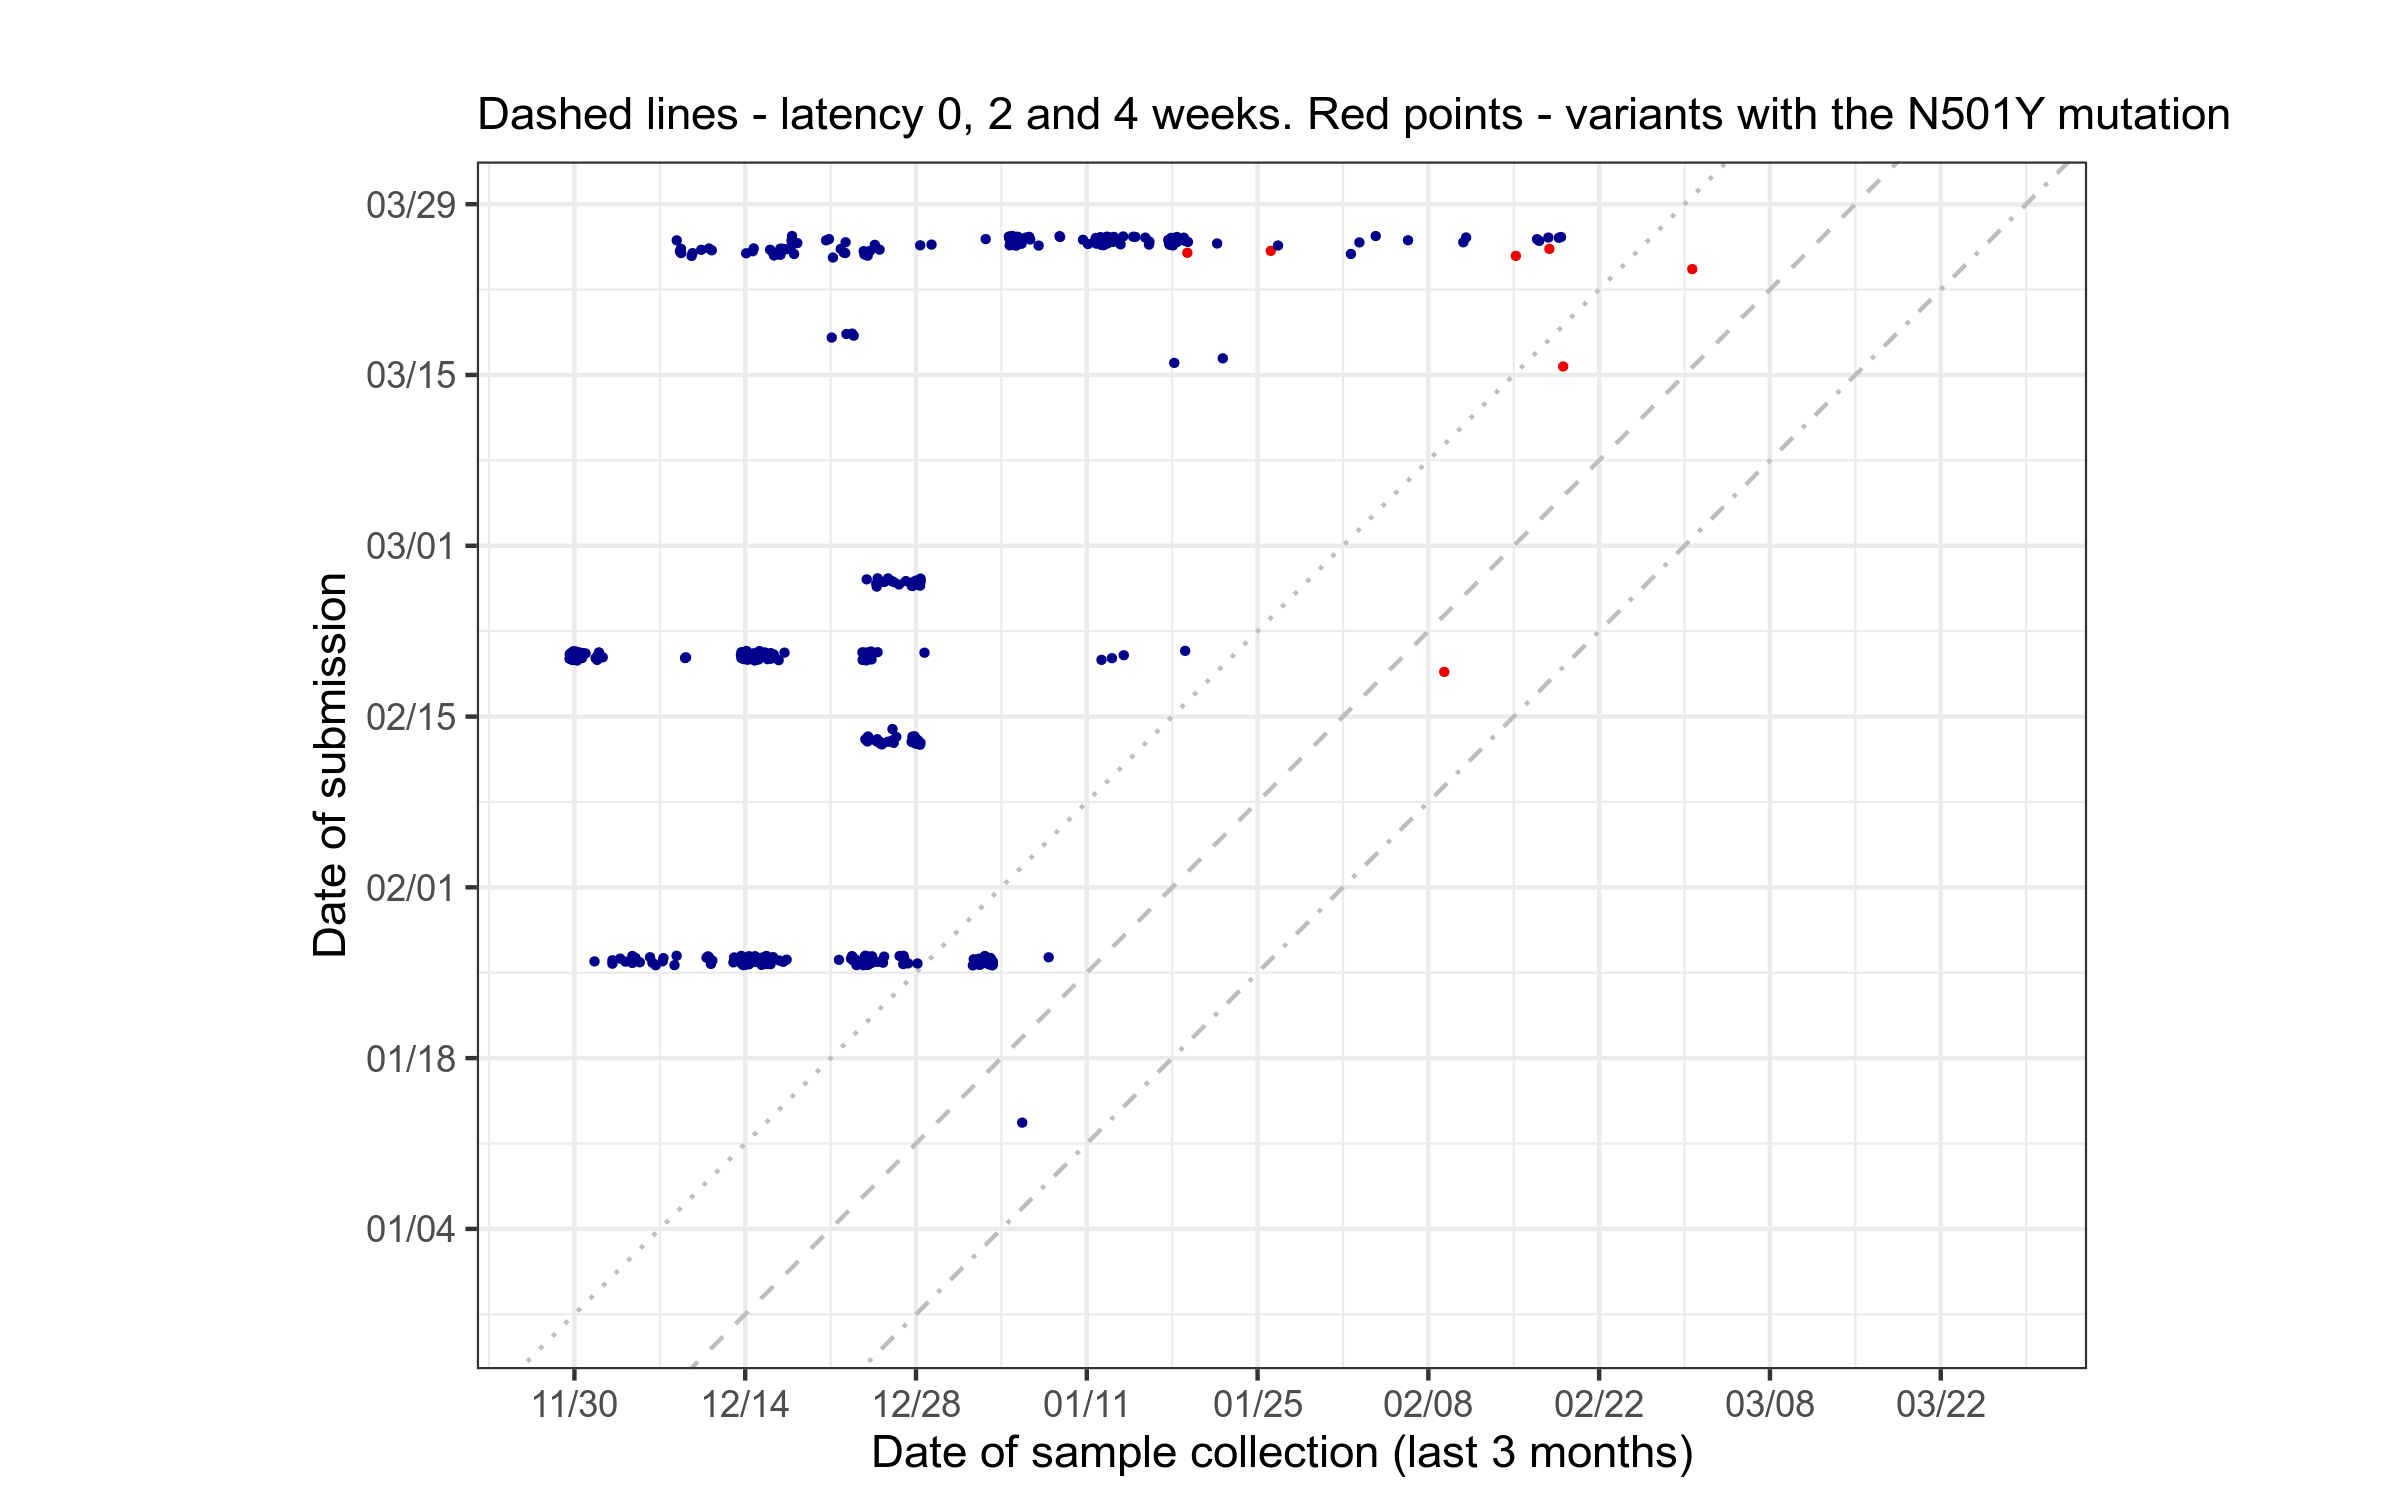 Dashed lines - latency 0, 2 and 4 weeks. Red points - variants with the N501Y mutation
03/29
03/15
03/01
02/15
02/01
01/18
01/04
Date of submission
11/30 12/14 12/28 01/11 01/25 02/08 02/22 03/08 03/22
Date of sample collection (last 3 months)